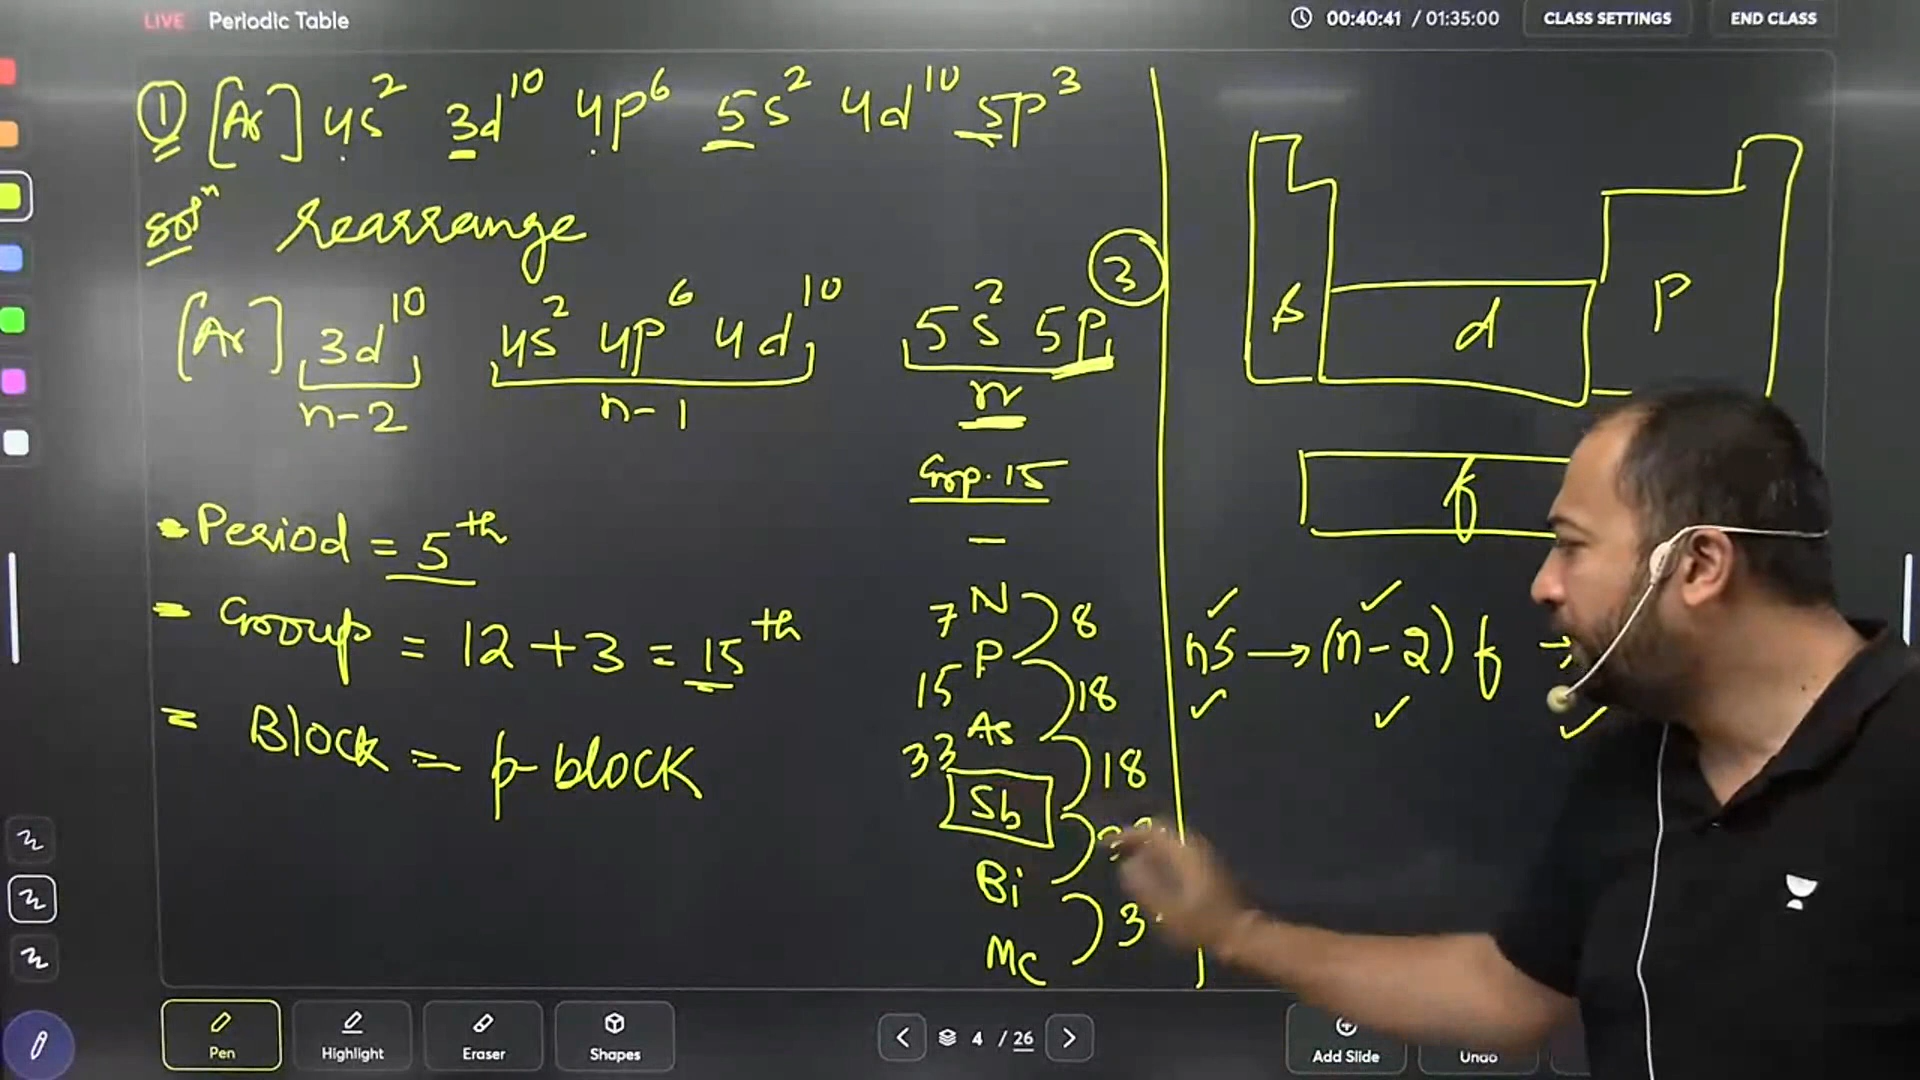 LIVE Periodic Table
00:40:41 / 01:35:00 CLASS SETTINGS END CLASS
① [Ar] 4s² 3d¹⁰ 4p⁶ 5s² 4d¹⁰ 5p³
solⁿ rearrange
[Ar] 3d¹⁰ 4s² 4p⁶ 4d¹⁰ 5s² 5p³
n-2 n-1 n
Grp. 15
- Period = 5th
- Group = 12 + 3 = 15th
= Block = p-block
7 N 8
15 P 18
33 As 18
Sb
Bi 3
Mc
s d p
f
ns → (n-2) f →
Pen Highlight Eraser Shapes
4 / 26
Add Slide Undo